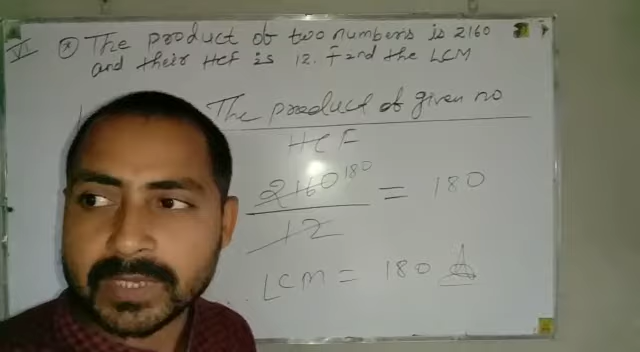 VI * The product of two numbers is 2160
and their HCF is 12. Find the LCM
The product of given no
HCF
2160 180
12
= 180
LCM = 180